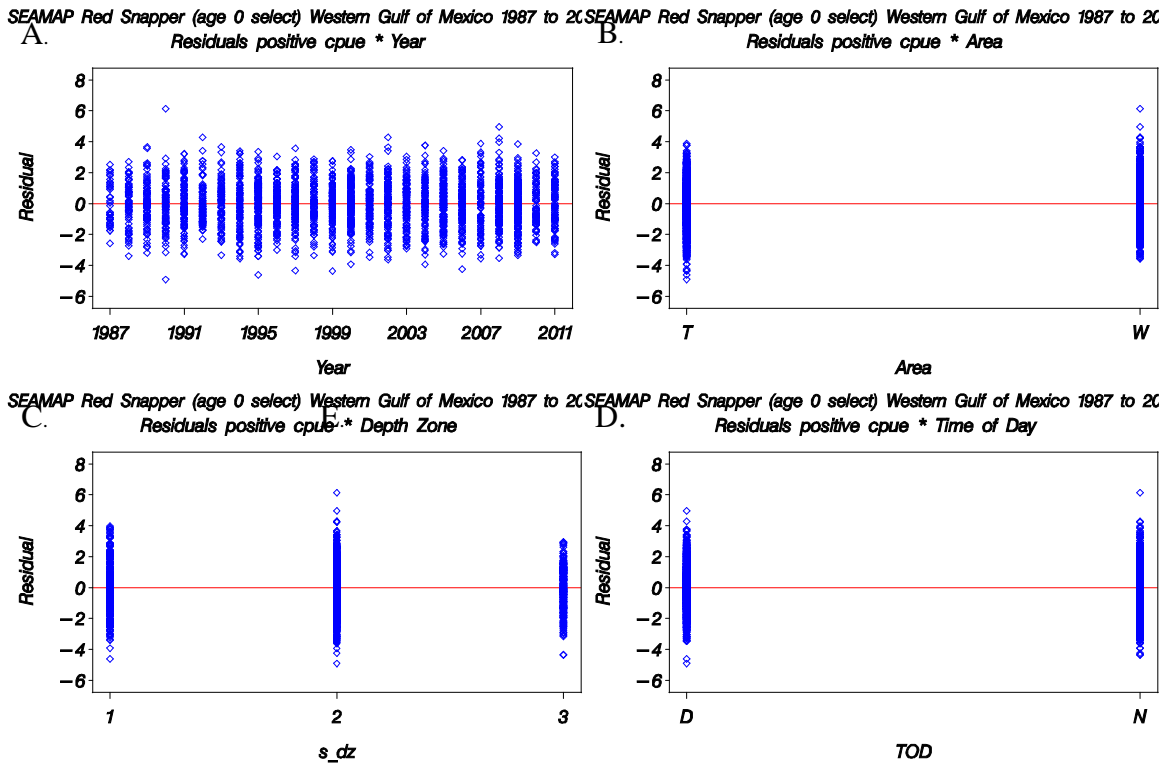 SEAMAP Red Snapper (age 0 select) Western Gulf of Mexico 1987 to
A.
Residuals positive cpue * Year
8
6
4
2
0
−2
−4
−6
Residual
1987 1991 1995 1999 2003 2007 2011
Year
SEAMAP Red Snapper (age 0 select) Western Gulf of Mexico 1987 to 20
B.
Residuals positive cpue * Area
8
6
4
2
0
−2
−4
−6
Residual
T W
Area
SEAMAP Red Snapper (age 0 select) Western Gulf of Mexico 1987 to
C. E.
Residuals positive cpue * Depth Zone
8
6
4
2
0
−2
−4
−6
Residual
1 2 3
s_dz
SEAMAP Red Snapper (age 0 select) Western Gulf of Mexico 1987 to 20
D.
Residuals positive cpue * Time of Day
8
6
4
2
0
−2
−4
−6
Residual
D N
TOD